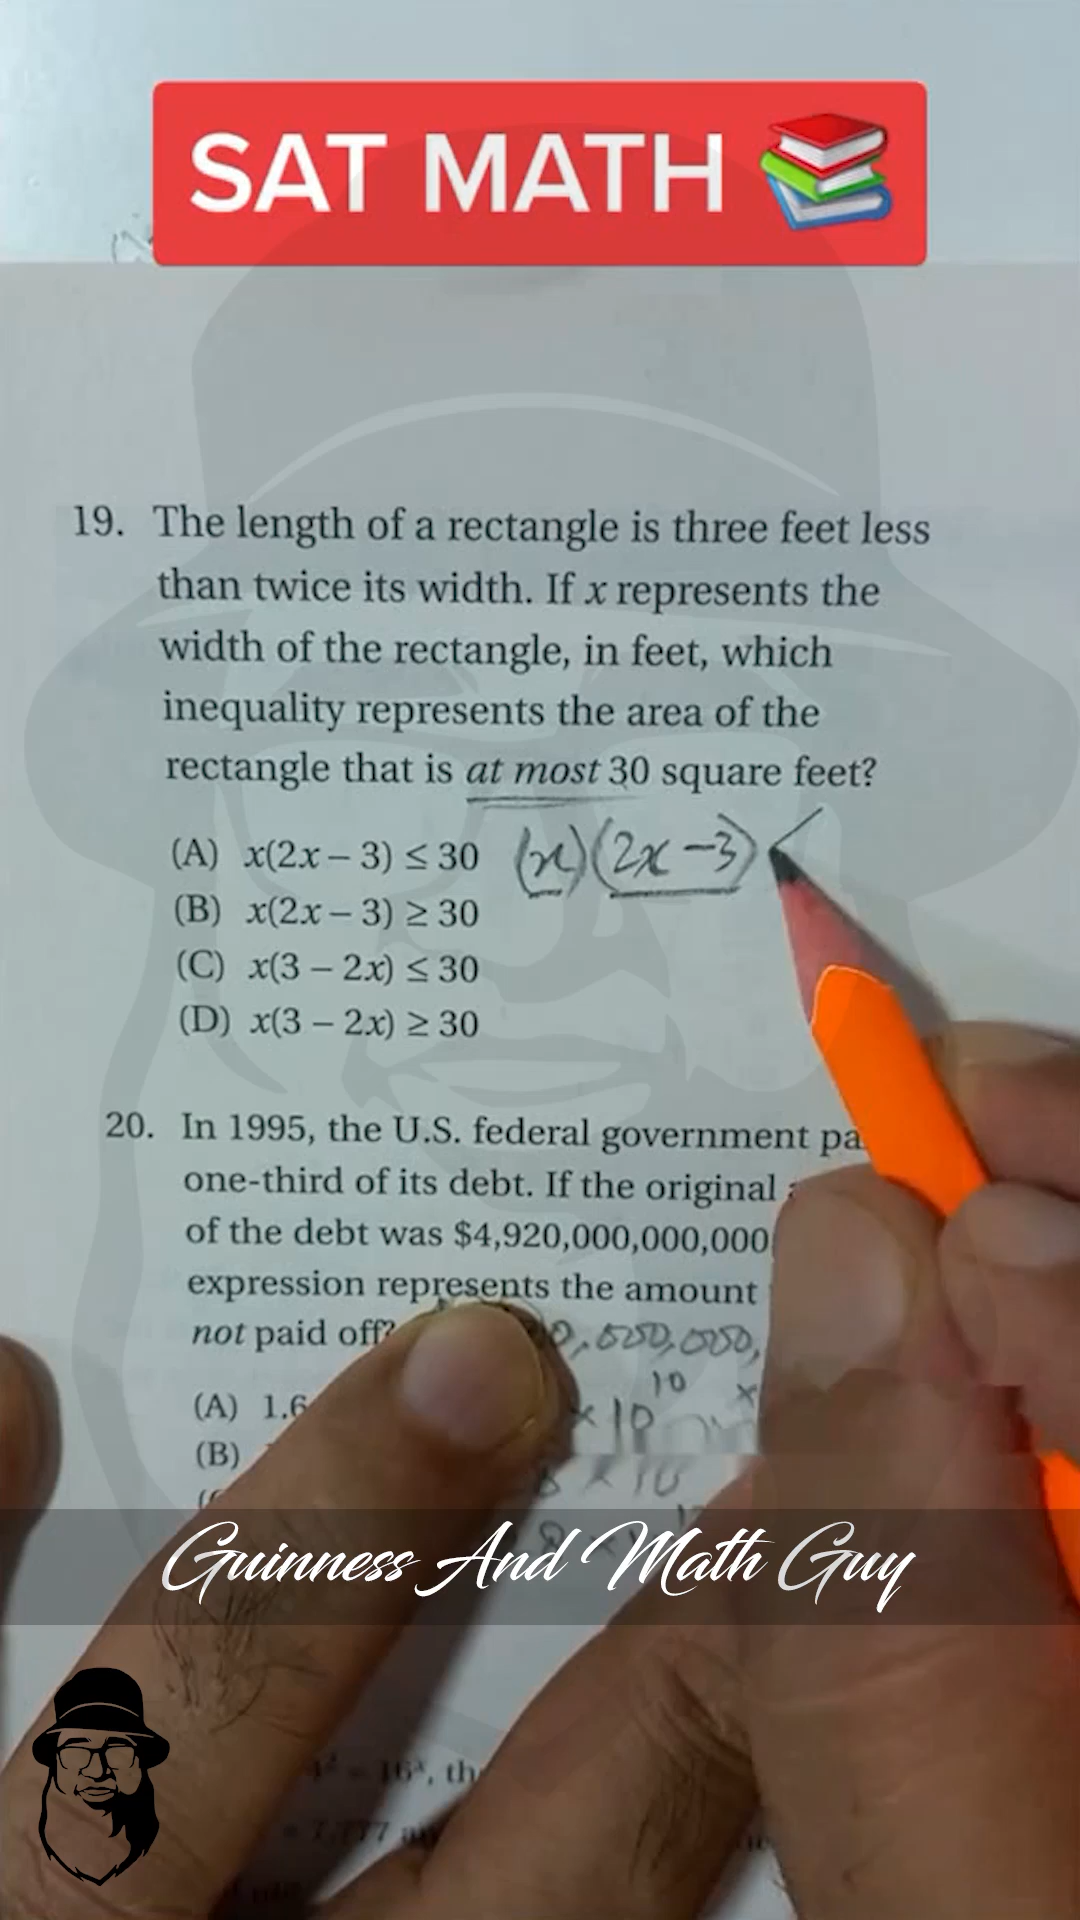 SAT MATH
19. The length of a rectangle is three feet less
than twice its width. If x represents the
width of the rectangle, in feet, which
inequality represents the area of the
rectangle that is at most 30 square feet?
(A) x(2x – 3) ≤ 30 (x)(2x – 3) <
(B) x(2x – 3) ≥ 30
(C) x(3 – 2x) ≤ 30
(D) x(3 – 2x) ≥ 30
20. In 1995, the U.S. federal government pa
one-third of its debt. If the original
of the debt was $4,920,000,000,000
expression represents the amount
not paid off?
(A) 1.6 × 10¹⁰
(B)
Guinness And Math Guy